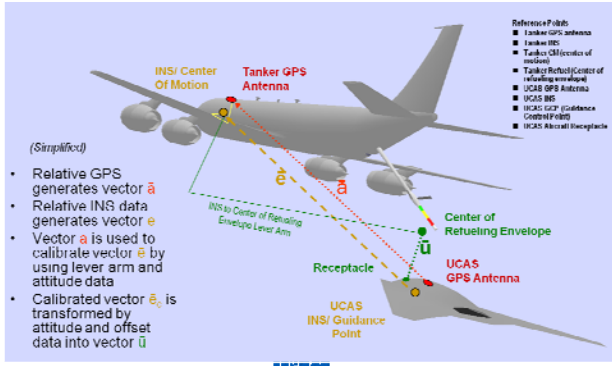 INS/ Center
Of Motion
Tanker GPS
Antenna
Reference Points
■ Tanker GPS antenna
■ Tanker INS
■ Tanker CM (center of
motion)
■ Tanker Refuel (Center of
refueling envelope)
■ UCAS GPS Antenna
■ UCAS INS
■ UCAS GCP (Guidance
Control Point)
■ UCAS Aircraft Receptacle
(Simplified)
• Relative GPS
generates vector ā
• Relative INS data
generates vector e
• Vector a is used to
calibrate vector ē by
using lever arm and
attitude data
• Calibrated vector ēc is
transformed by
attitude and offset
data into vector ū
ē
ā
INS to Center of Refueling
Envelope Level Arm
Center of
Refueling Envelope
ū
Receptacle
UCAS
GPS Antenna
UCAS
INS/ Guidance
Point